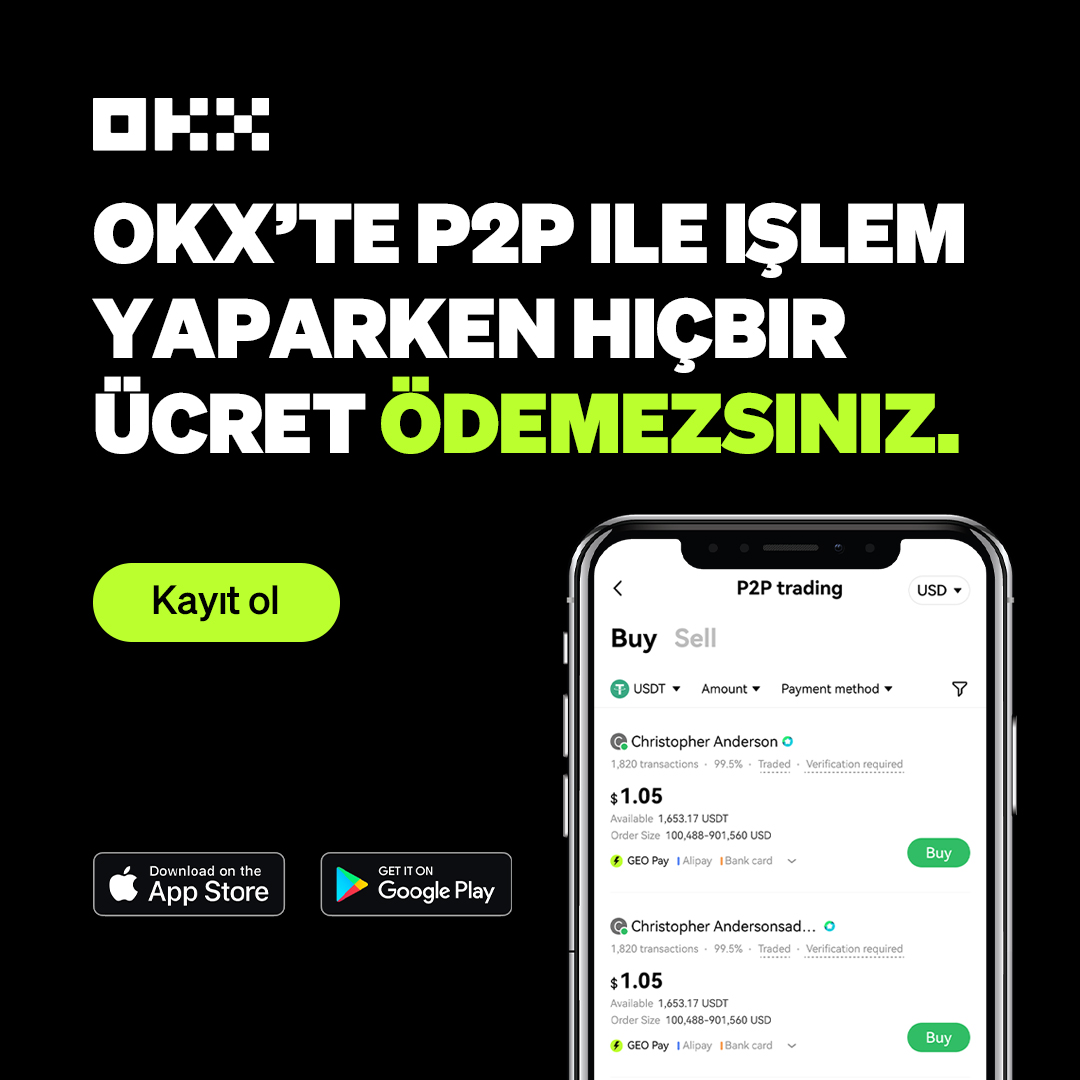 OKX
OKX’TE P2P ILE IŞLEM
YAPARKEN HIÇBIR
ÜCRET ÖDEMEZSINIZ.
Kayıt ol
Download on the
App Store
GET IT ON
Google Play
P2P trading
USD
Buy Sell
USDT Amount Payment method
C Christopher Anderson
1,820 transactions · 99.5% · Traded · Verification required
$1.05
Available 1,653.17 USDT
Order Size 100,488-901,560 USD
GEO Pay Alipay Bank card
Buy
C Christopher Andersonsad...
1,820 transactions · 99.5% · Traded · Verification required
$1.05
Available 1,653.17 USDT
Order Size 100,488-901,560 USD
GEO Pay Alipay Bank card
Buy